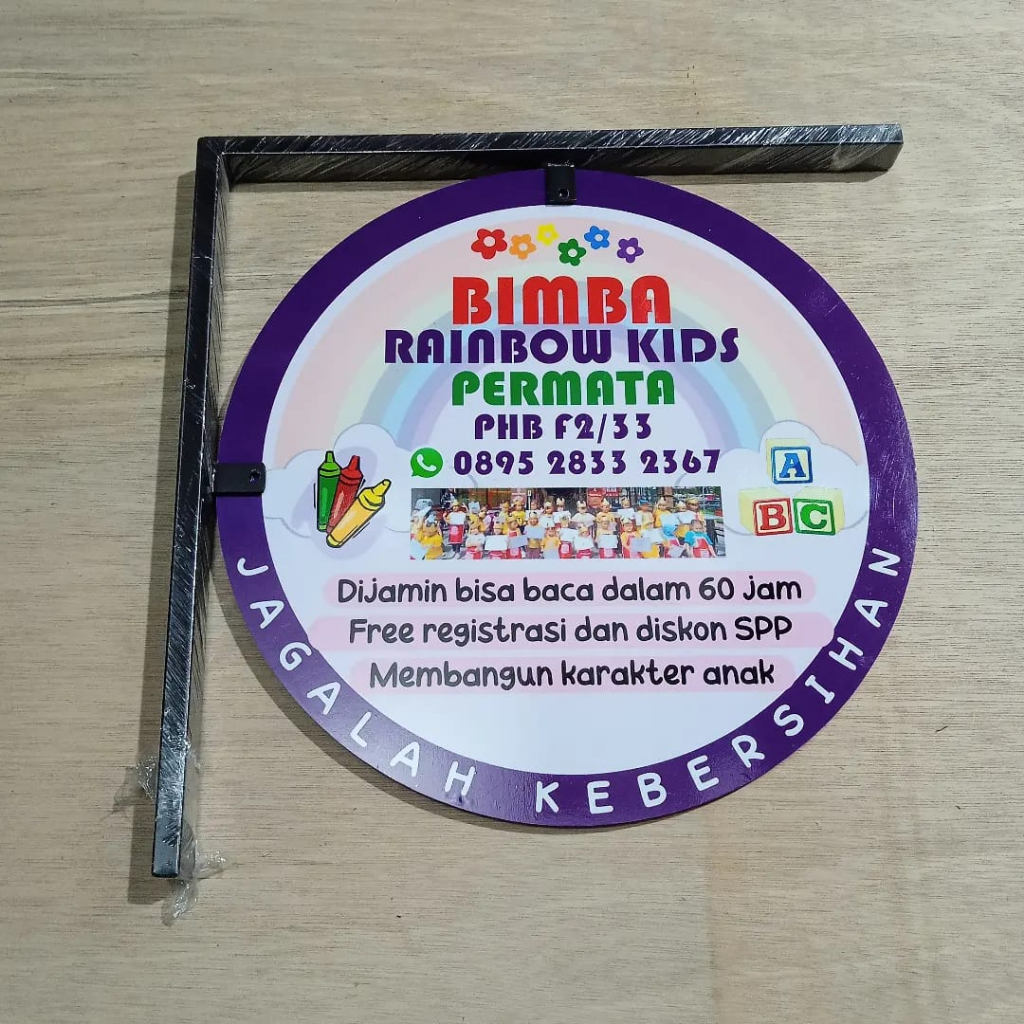 BIMBA
RAINBOW KIDS
PERMATA
PHB F2/33
0895 2833 2367
A
B C
DiJamin bisa baca dalam 60 jam
Free registrasi dan diskon SPP
Membangun karakter anak
JAGALAH KEBERSIHAN